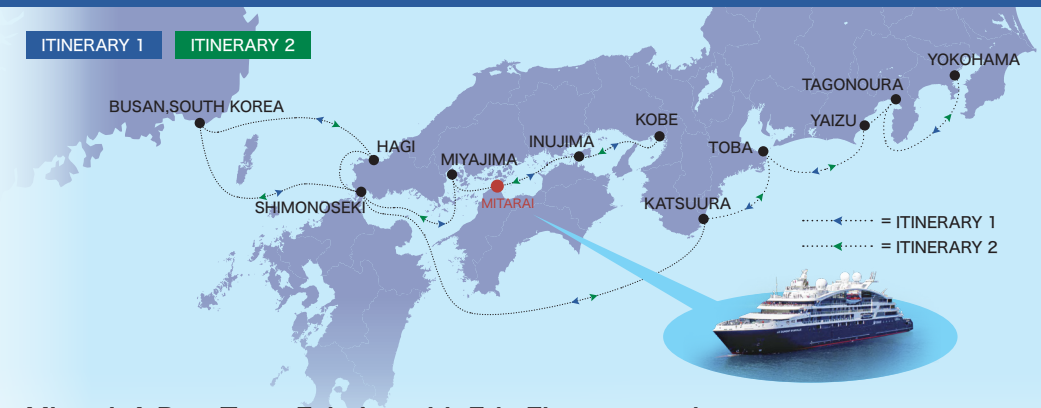 ITINERARY 1
ITINERARY 2
YOKOHAMA
TAGONOURA
BUSAN,SOUTH KOREA
YAIZU
KOBE
INUJIMA
HAGI
TOBA
MIYAJIMA
MITARAI
KATSUURA
SHIMONOSEKI
= ITINERARY 1
= ITINERARY 2